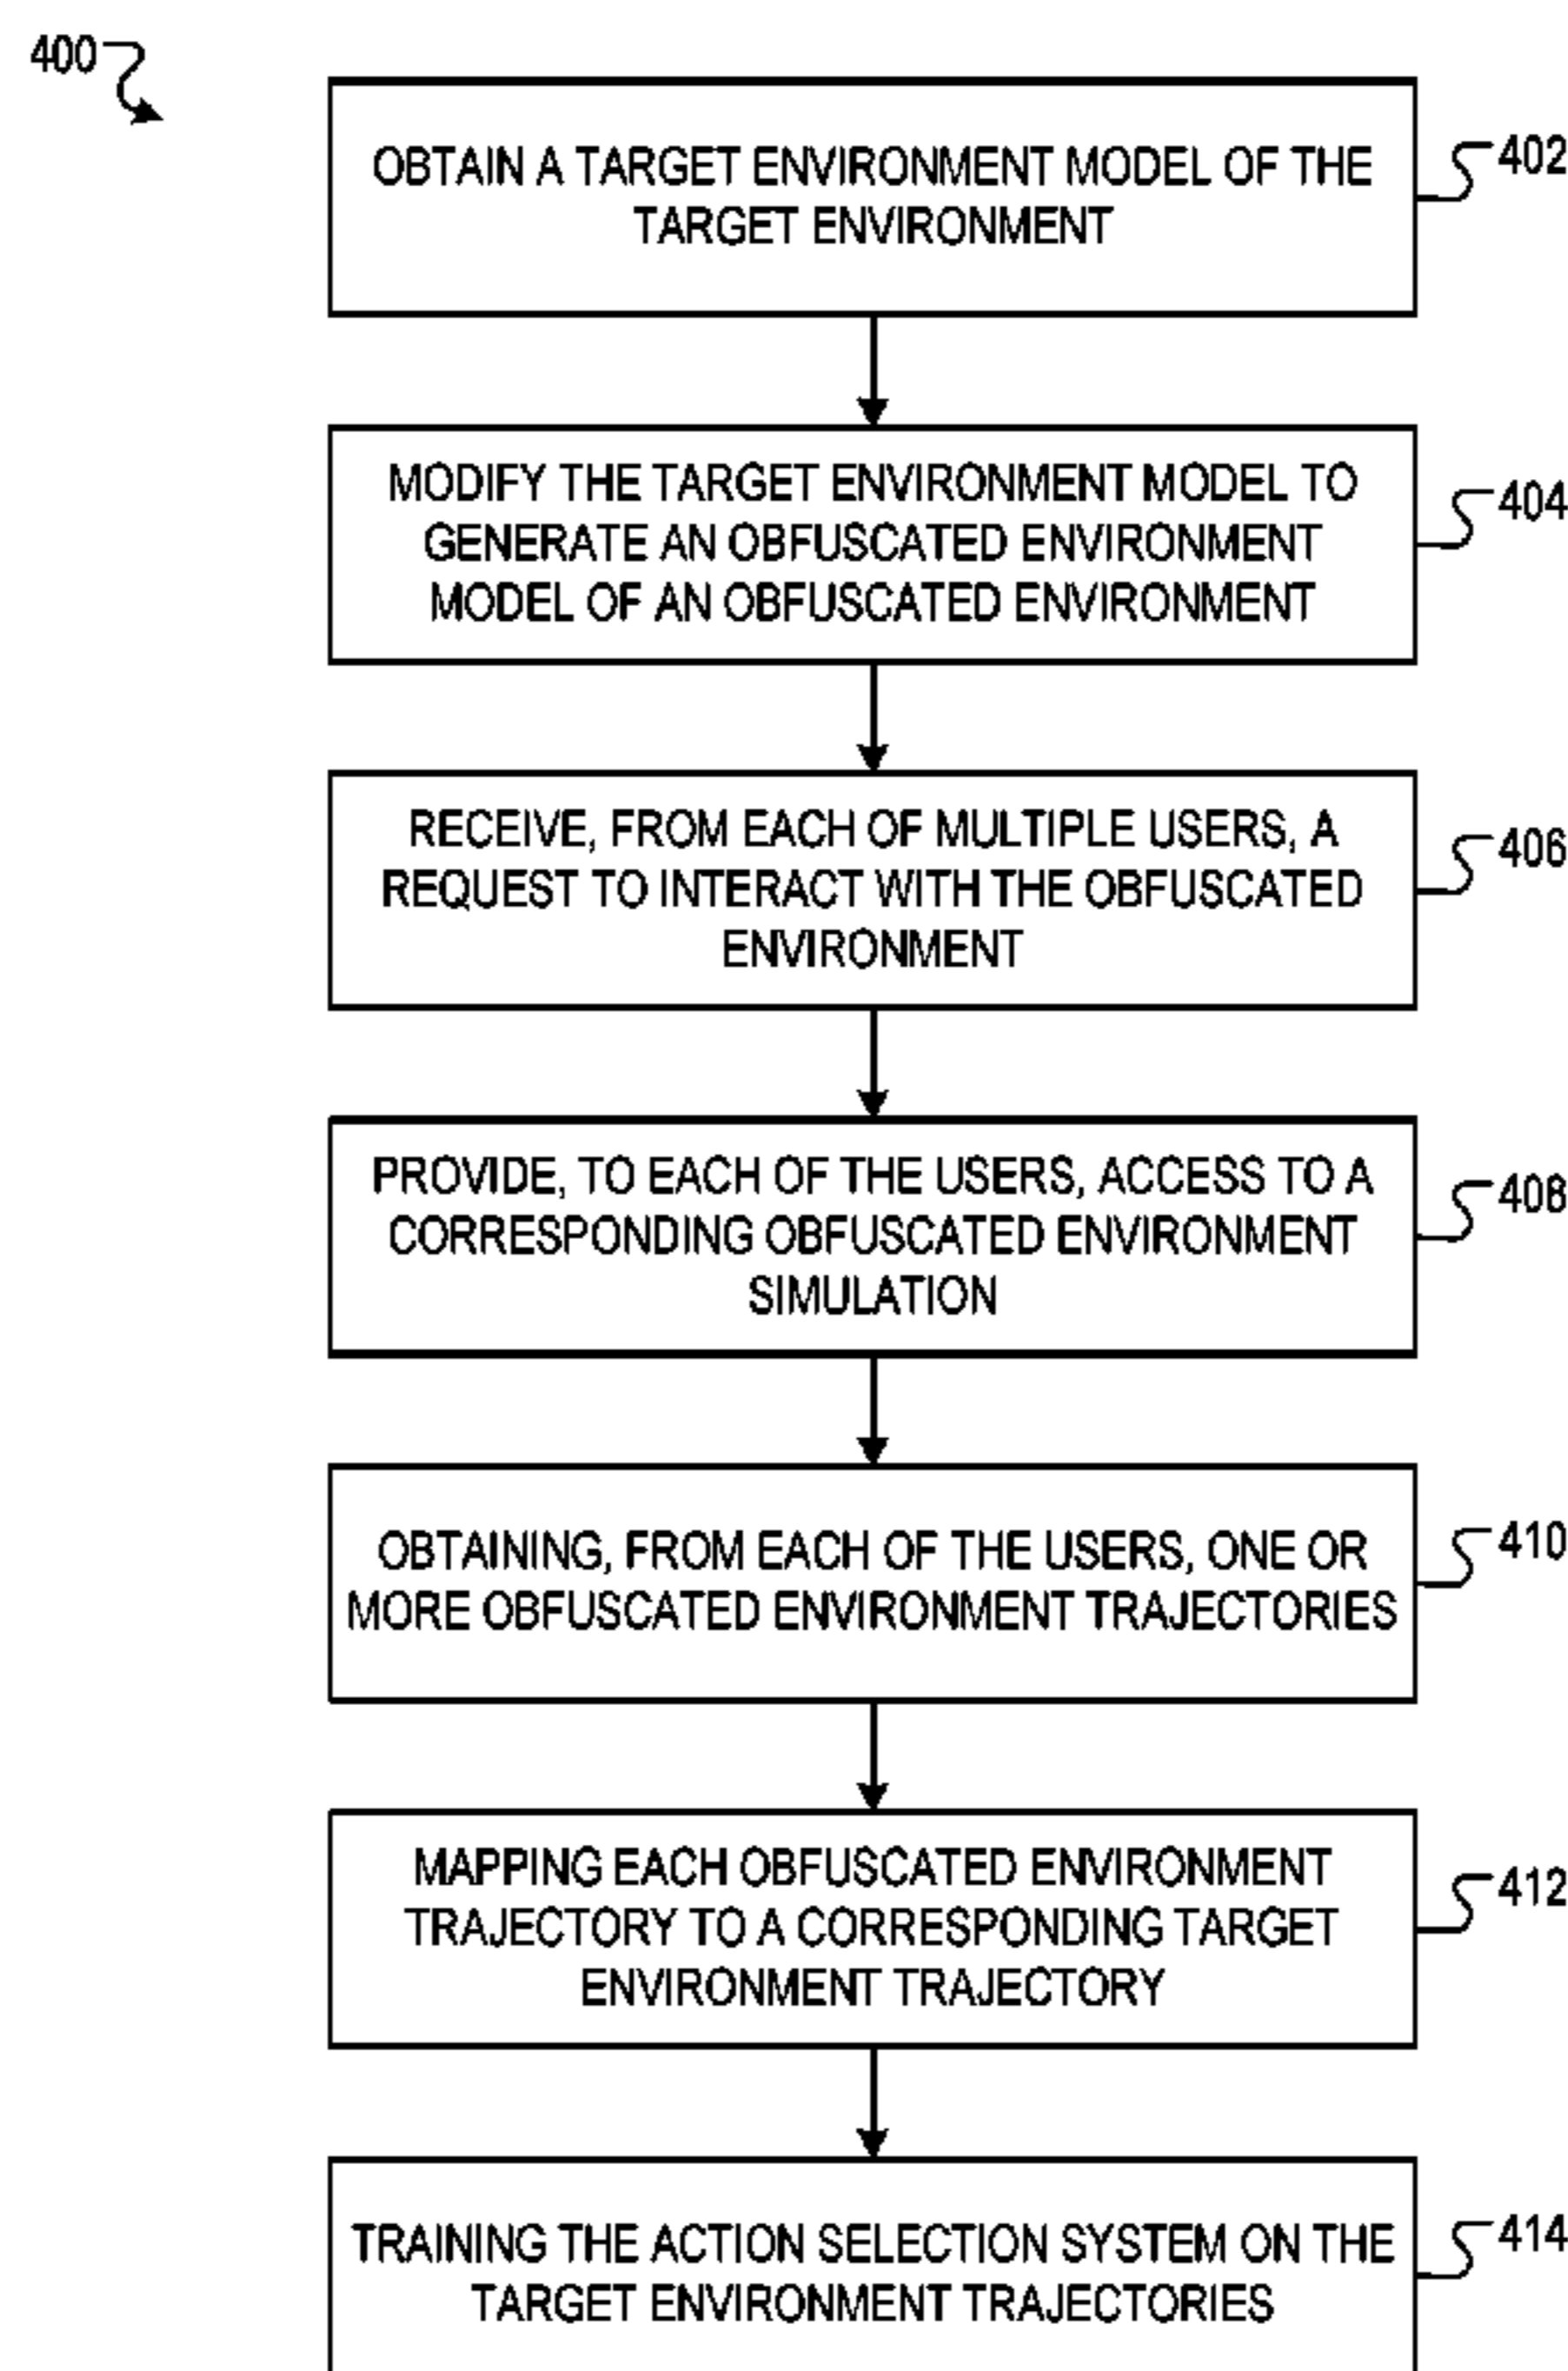 400
OBTAIN A TARGET ENVIRONMENT MODEL OF THE
TARGET ENVIRONMENT
402
MODIFY THE TARGET ENVIRONMENT MODEL TO
GENERATE AN OBFUSCATED ENVIRONMENT
MODEL OF AN OBFUSCATED ENVIRONMENT
404
RECEIVE, FROM EACH OF MULTIPLE USERS, A
REQUEST TO INTERACT WITH THE OBFUSCATED
ENVIRONMENT
406
PROVIDE, TO EACH OF THE USERS, ACCESS TO A
CORRESPONDING OBFUSCATED ENVIRONMENT
SIMULATION
408
OBTAINING, FROM EACH OF THE USERS, ONE OR
MORE OBFUSCATED ENVIRONMENT TRAJECTORIES
410
MAPPING EACH OBFUSCATED ENVIRONMENT
TRAJECTORY TO A CORRESPONDING TARGET
ENVIRONMENT TRAJECTORY
412
TRAINING THE ACTION SELECTION SYSTEM ON THE
TARGET ENVIRONMENT TRAJECTORIES
414